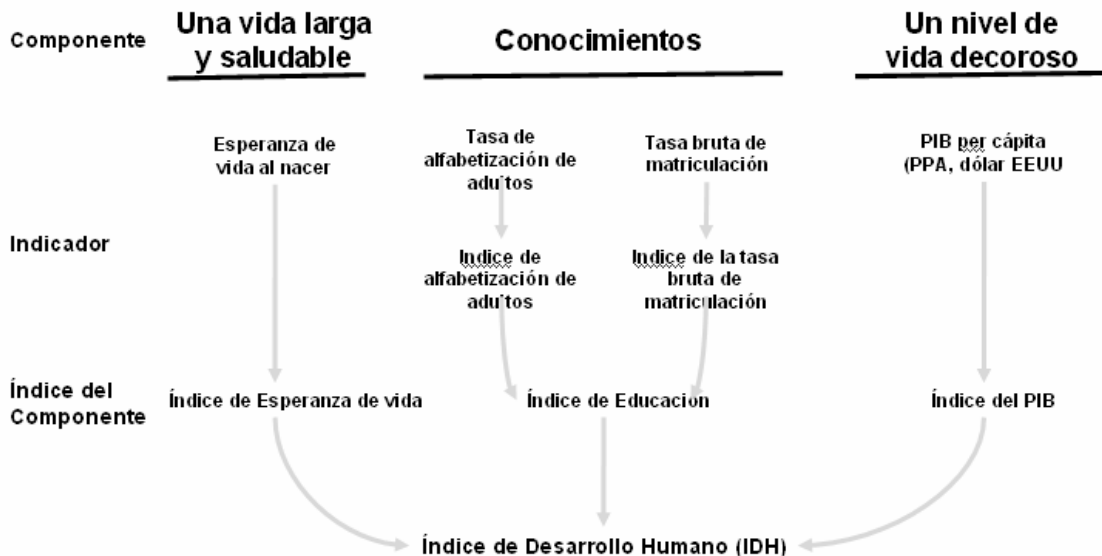 Componente
Una vida larga
y saludable
Conocimientos
Un nivel de
vida decoroso
Esperanza de
vida al nacer
Tasa de
alfabetización de
adultos
Tasa bruta de
matriculación
PIB per cápita
(PPA, dólar EEUU
Indicador
Indice de
alfabetización de
adultos
Indice de la tasa
bruta de
matriculación
Índice del
Componente
Índice de Esperanza de vida
Índice de Educación
Índice del PIB
Índice de Desarrollo Humano (IDH)